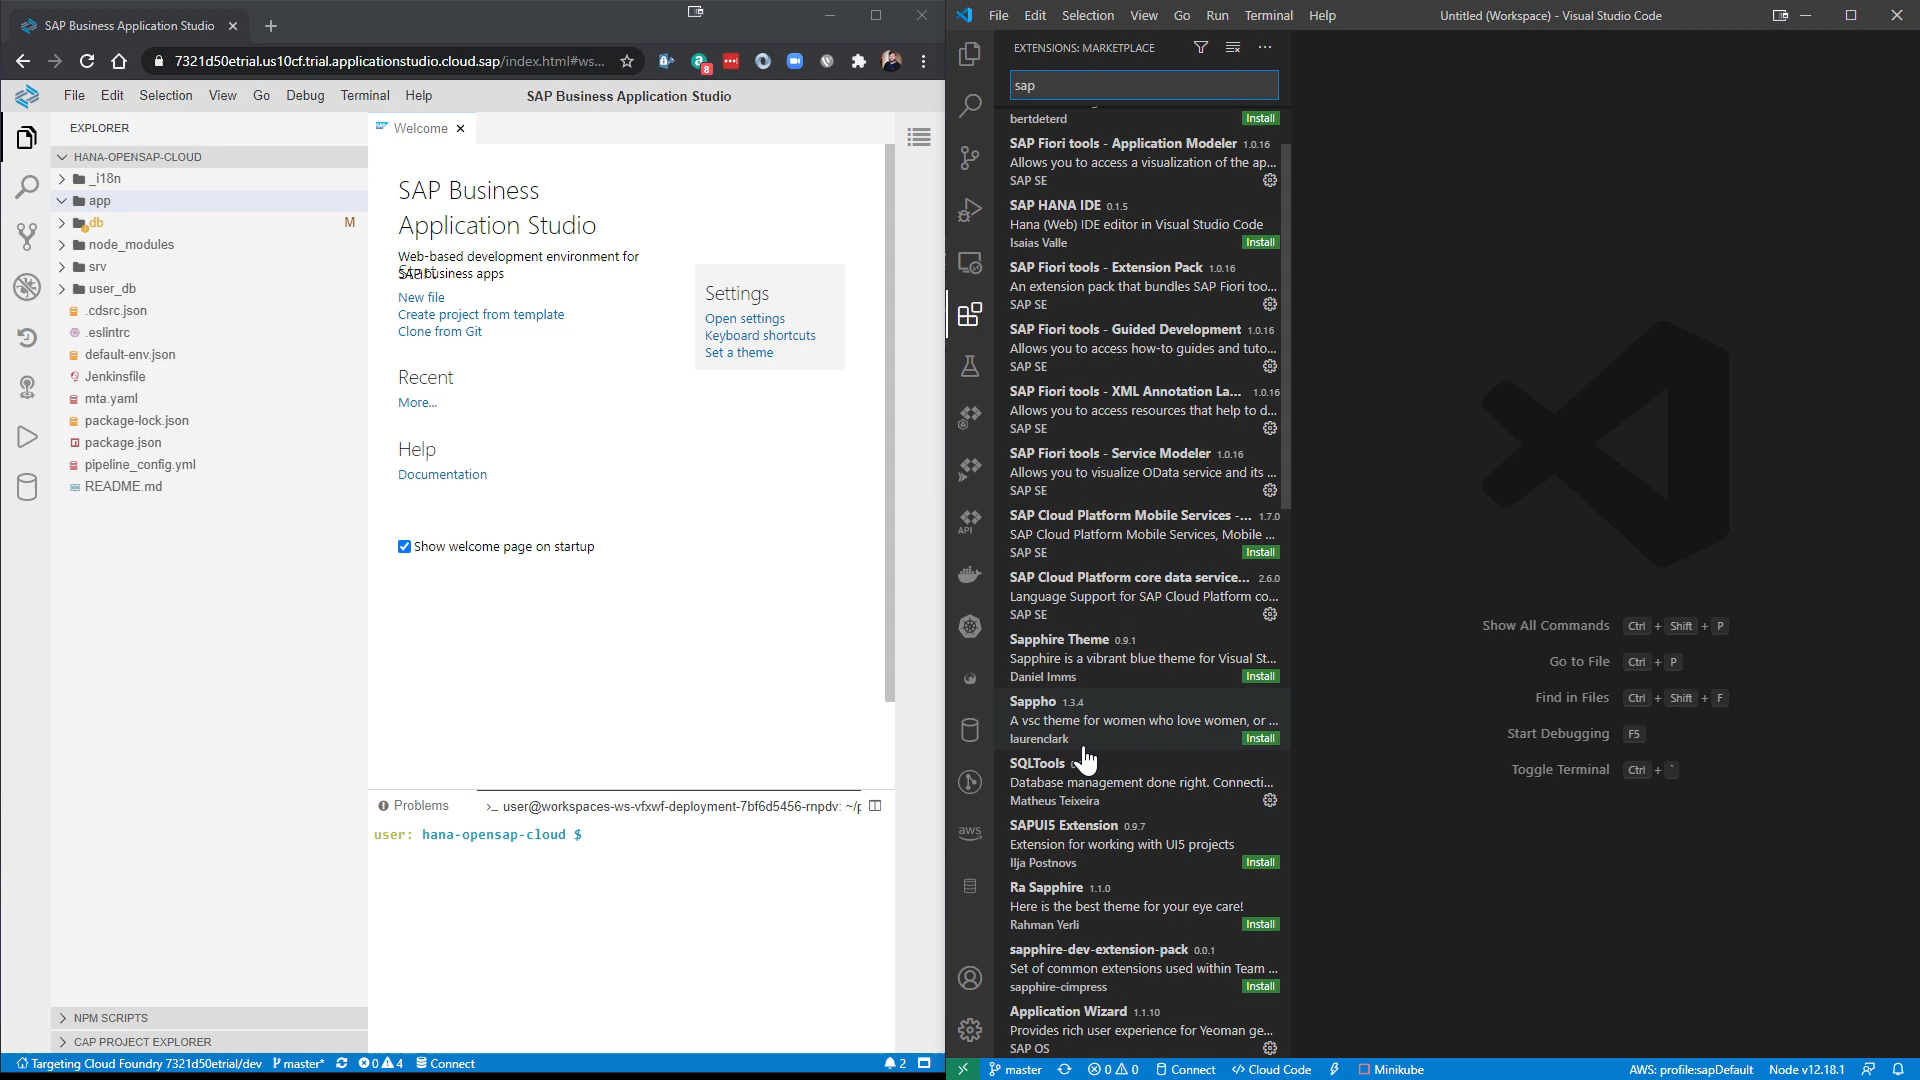 SAP Business Application Studio
7321d50etrial.us10cf.trial.applicationstudio.cloud.sap/index.html#ws...
8
File Edit Selection View Go Debug Terminal Help
SAP Business Application Studio
EXPLORER
HANA-OPENSAP-CLOUD
_i18n
app
db M
node_modules
srv
user_db
.cdsrc.json
.eslintrc
default-env.json
Jenkinsfile
mta.yaml
package-lock.json
package.json
pipeline_config.yml
README.md
NPM SCRIPTS
CAP PROJECT EXPLORER
Welcome
SAP Business
Application Studio
Web-based development environment for
SAP business apps
Start
New file
Create project from template
Clone from Git
Recent
More...
Help
Documentation
Settings
Open settings
Keyboard shortcuts
Set a theme
Show welcome page on startup
Problems
>_ user@workspaces-ws-vfxwf-deployment-7bf6d5456-rnpdv: ~/p
user: hana-opensap-cloud $
Targeting Cloud Foundry 7321d50etrial/dev master* 0 4 Connect 2
File Edit Selection View Go Run Terminal Help
Untitled (Workspace) - Visual Studio Code
EXTENSIONS: MARKETPLACE
sap
bertdeterd Install
SAP Fiori tools - Application Modeler 1.0.16
Allows you to access a visualization of the ap...
SAP SE
SAP HANA IDE 0.1.5
Hana (Web) IDE editor in Visual Studio Code
Isaias Valle Install
SAP Fiori tools - Extension Pack 1.0.16
An extension pack that bundles SAP Fiori too...
SAP SE
SAP Fiori tools - Guided Development 1.0.16
Allows you to access how-to guides and tuto...
SAP SE
SAP Fiori tools - XML Annotation La... 1.0.16
Allows you to access resources that help to d...
SAP SE
SAP Fiori tools - Service Modeler 1.0.16
Allows you to visualize OData service and its ...
SAP SE
SAP Cloud Platform Mobile Services -... 1.7.0
SAP Cloud Platform Mobile Services, Mobile ...
SAP SE Install
SAP Cloud Platform core data service... 2.6.0
Language Support for SAP Cloud Platform co...
SAP SE
Sapphire Theme 0.9.1
Sapphire is a vibrant blue theme for Visual St...
Daniel Imms Install
Sappho 1.3.4
A vsc theme for women who love women, or ...
laurenclark Install
SQLTools
Database management done right. Connecti...
Matheus Teixeira
SAPUI5 Extension 0.9.7
Extension for working with UI5 projects
Ilja Postnovs Install
Ra Sapphire 1.1.0
Here is the best theme for your eye care!
Rahman Yerli Install
sapphire-dev-extension-pack 0.0.1
Set of common extensions used within Team ...
sapphire-cimpress Install
Application Wizard 1.1.10
Provides rich user experience for Yeoman ge...
SAP OS
API
aws
Show All Commands Ctrl + Shift + P
Go to File Ctrl + P
Find in Files Ctrl + Shift + F
Start Debugging F5
Toggle Terminal Ctrl + `
master 0 0 Connect Cloud Code Minikube
AWS: profile:sapDefault Node v12.18.1